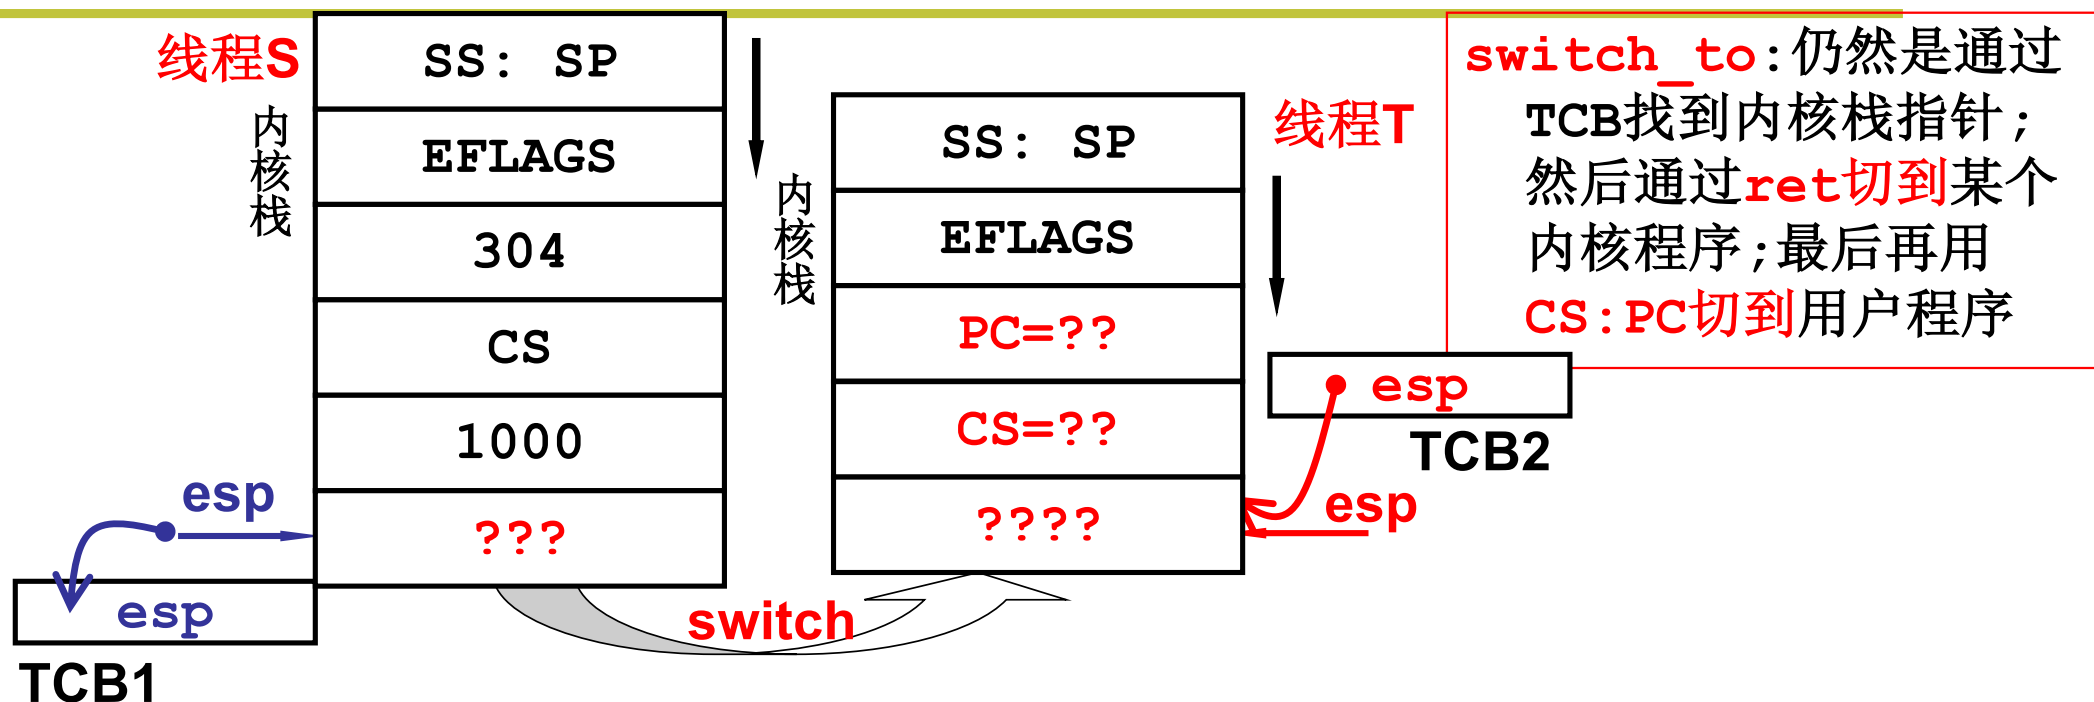 线程S
内核栈
SS: SP
EFLAGS
304
CS
1000
???
esp
esp
TCB1
switch
内核栈
SS: SP
EFLAGS
PC=??
CS=??
????
线程T
esp
TCB2
esp
switch_to:仍然是通过
TCB找到内核栈指针;
然后通过ret切到某个
内核程序;最后再用
CS:PC切到用户程序